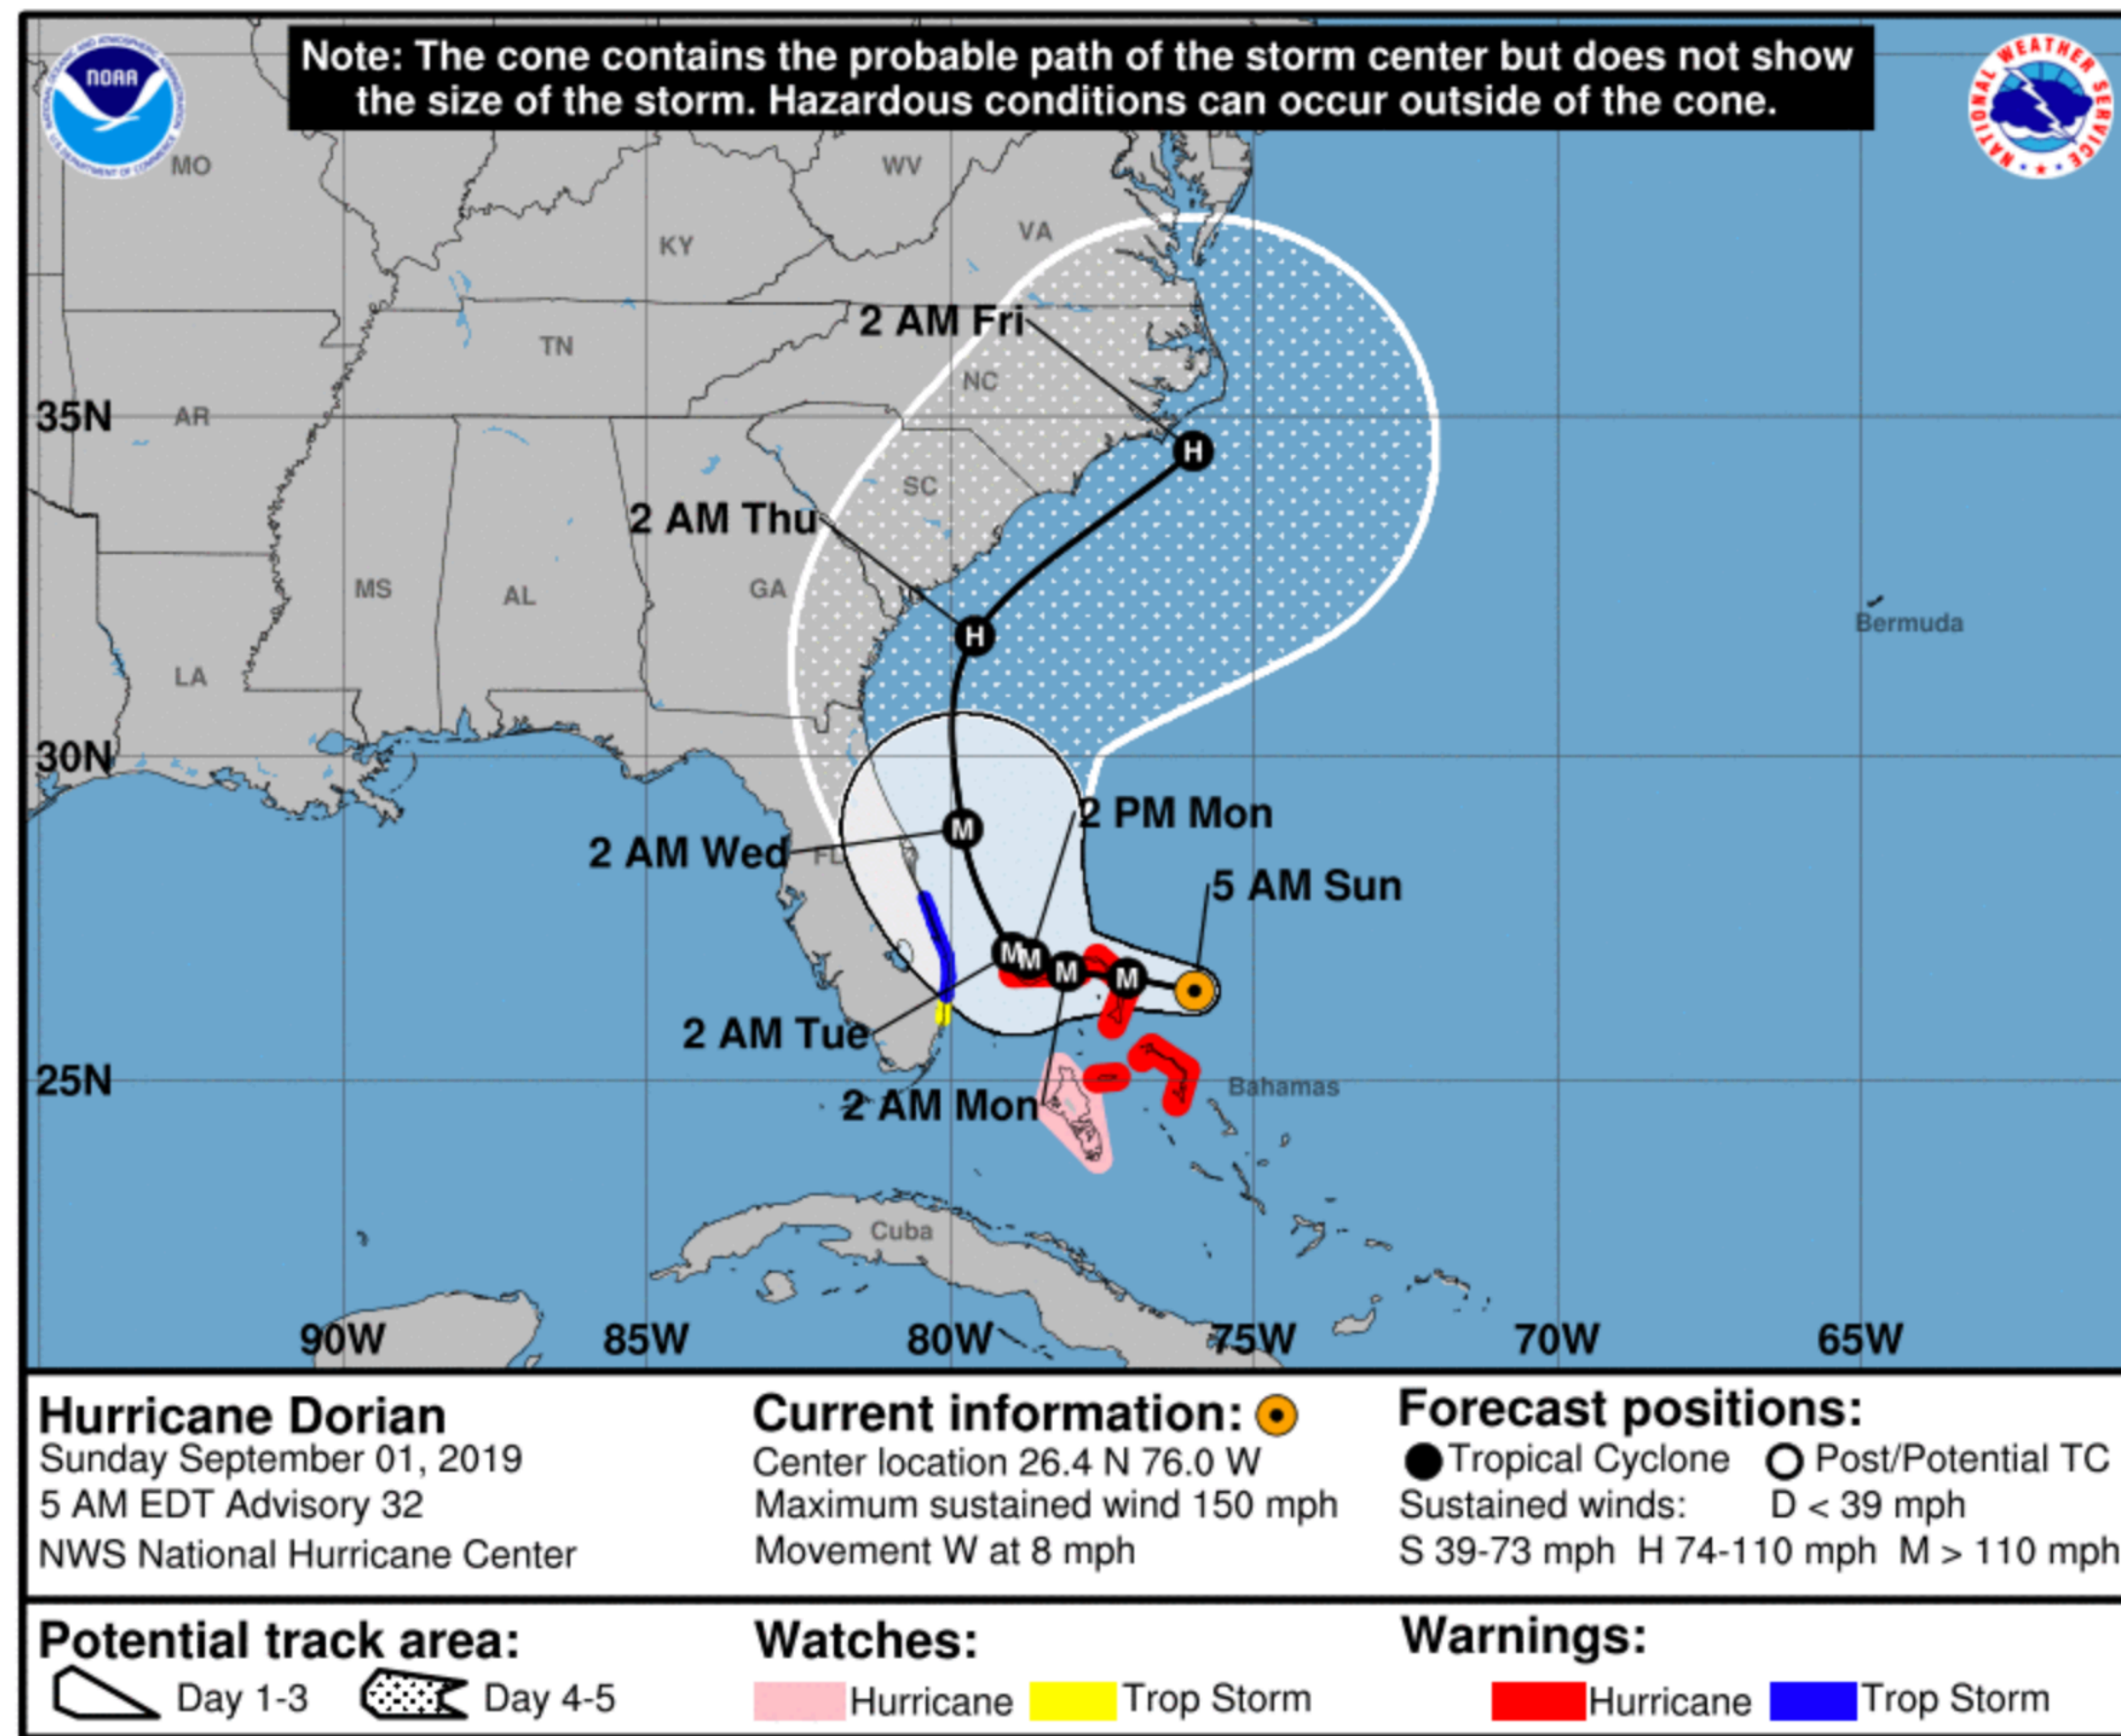 Note: The cone contains the probable path of the storm center but does not show
the size of the storm. Hazardous conditions can occur outside of the cone.
NOAA
NATIONAL WEATHER SERVICE
MO
WV
VA
KY
2 AM Fri
TN
NC
35N
AR
SC
2 AM Thu
MS
AL
GA
Bermuda
LA
30N
2 PM Mon
2 AM Wed
FL
5 AM Sun
H
H
M
M
M
M
M
2 AM Tue
25N
Bahamas
2 AM Mon
Cuba
90W
85W
80W
75W
70W
65W
Hurricane Dorian
Sunday September 01, 2019
5 AM EDT Advisory 32
NWS National Hurricane Center
Current information:
Center location 26.4 N 76.0 W
Maximum sustained wind 150 mph
Movement W at 8 mph
Forecast positions:
Tropical Cyclone
Post/Potential TC
Sustained winds: D < 39 mph
S 39-73 mph H 74-110 mph M > 110 mph
Potential track area:
Day 1-3
Day 4-5
Watches:
Hurricane
Trop Storm
Warnings:
Hurricane
Trop Storm